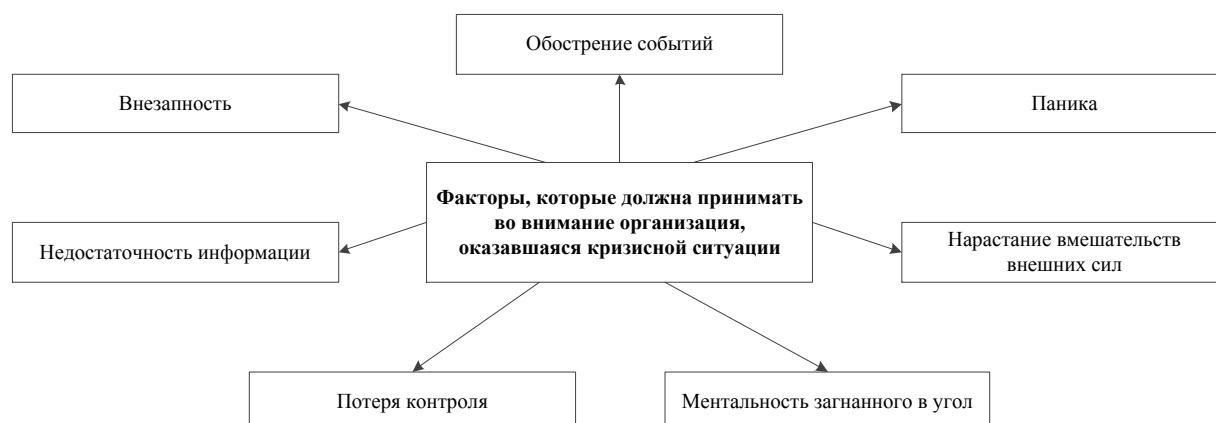 Обострение событий
Внезапность
Паника
Факторы, которые должна принимать
во внимание организация,
оказавшаяся кризисной ситуации
Недостаточность информации
Нарастание вмешательств
внешних сил
Потеря контроля
Ментальность загнанного в угол